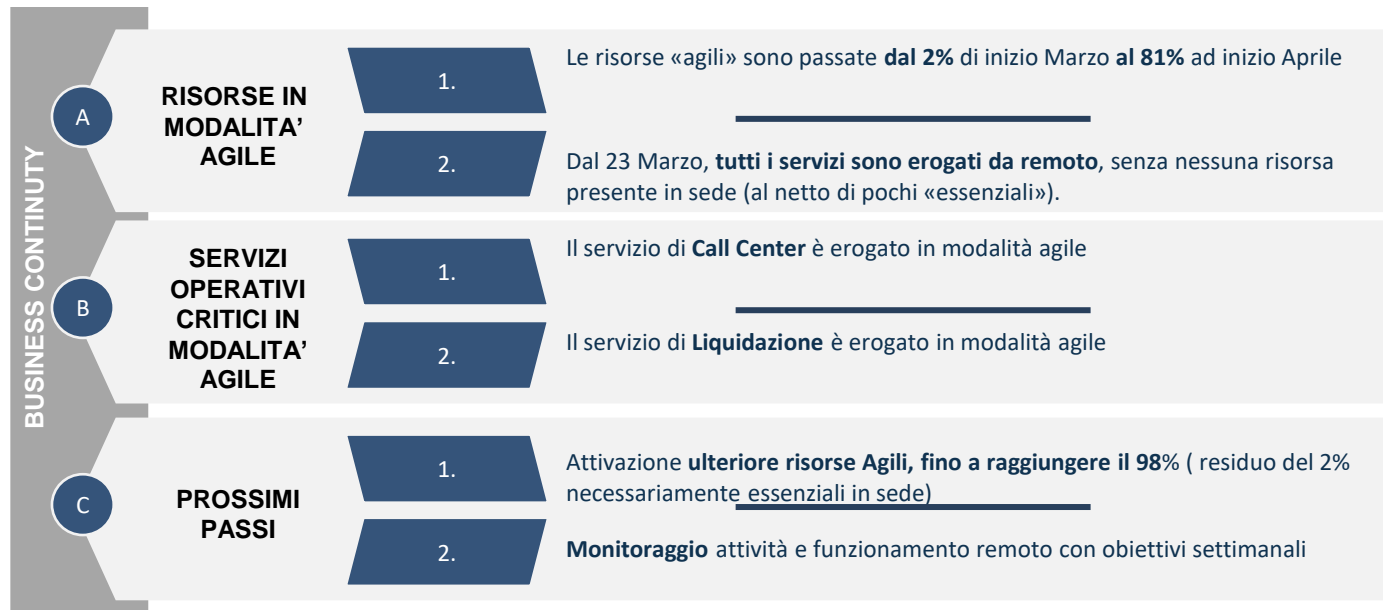 BUSINESS CONTINUTY
A
RISORSE IN
MODALITA’
AGILE
1.
Le risorse «agili» sono passate dal 2% di inizio Marzo al 81% ad inizio Aprile
2.
Dal 23 Marzo, tutti i servizi sono erogati da remoto, senza nessuna risorsa
presente in sede (al netto di pochi «essenziali»).
B
SERVIZI
OPERATIVI
CRITICI IN
MODALITA’
AGILE
1.
Il servizio di Call Center è erogato in modalità agile
2.
Il servizio di Liquidazione è erogato in modalità agile
C
PROSSIMI
PASSI
1.
Attivazione ulteriore risorse Agili, fino a raggiungere il 98% ( residuo del 2%
necessariamente essenziali in sede)
2.
Monitoraggio attività e funzionamento remoto con obiettivi settimanali